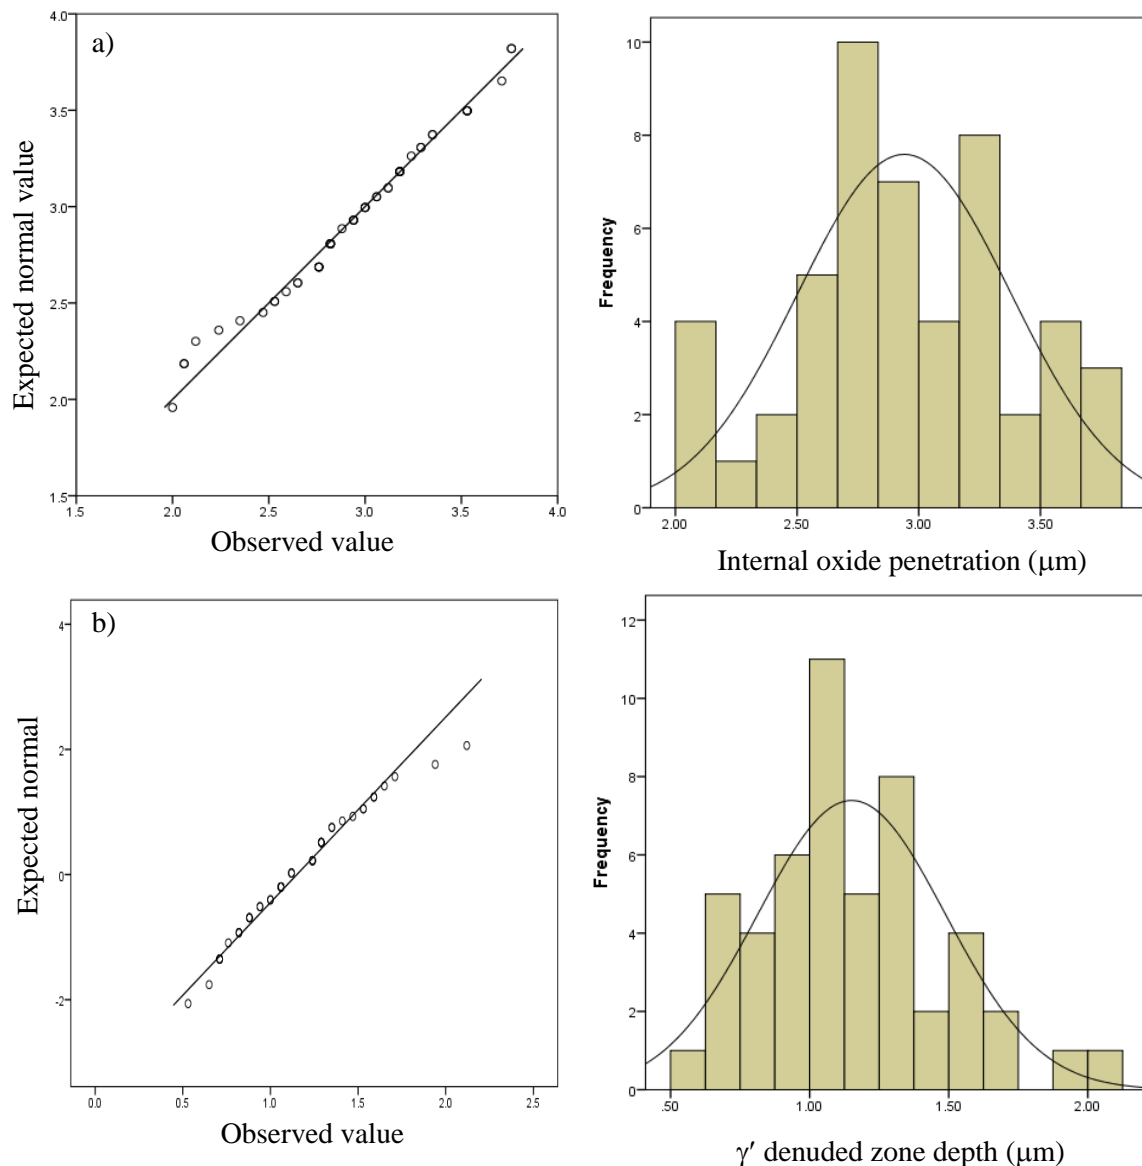 a)
Expected normal value
4.0
3.5
3.0
2.5
2.0
1.5
1.5 2.0 2.5 3.0 3.5 4.0
Observed value
Frequency
10
8
6
4
2
0
2.00 2.50 3.00 3.50
Internal oxide penetration (μm)
b)
Expected normal
4
2
0
-2
0.0 0.5 1.0 1.5 2.0 2.5
Observed value
Frequency
12
10
8
6
4
2
0
.50 1.00 1.50 2.00
γ′ denuded zone depth (μm)